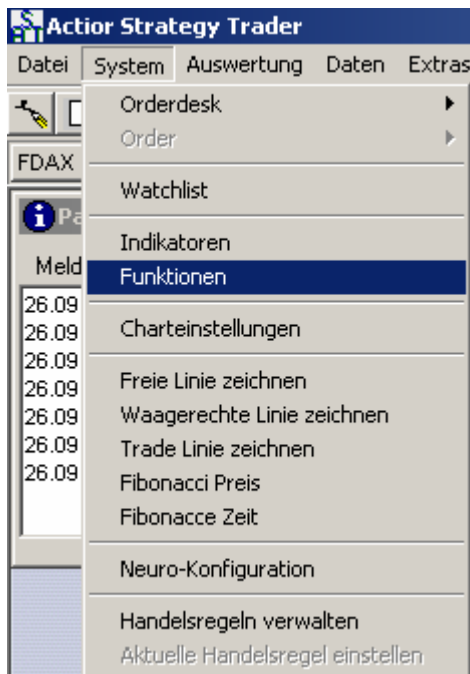 Actior Strategy Trader
Datei System Auswertung Daten Extras
Orderdesk
Order
FDAX
Watchlist
Indikatoren
Meld
Funktionen
26.09
26.09
26.09
26.09
26.09
26.09
26.09
Charteinstellungen
Freie Linie zeichnen
Waagerechte Linie zeichnen
Trade Linie zeichnen
Fibonacci Preis
Fibonacce Zeit
Neuro-Konfiguration
Handelsregeln verwalten
Aktuelle Handelsregel einstellen